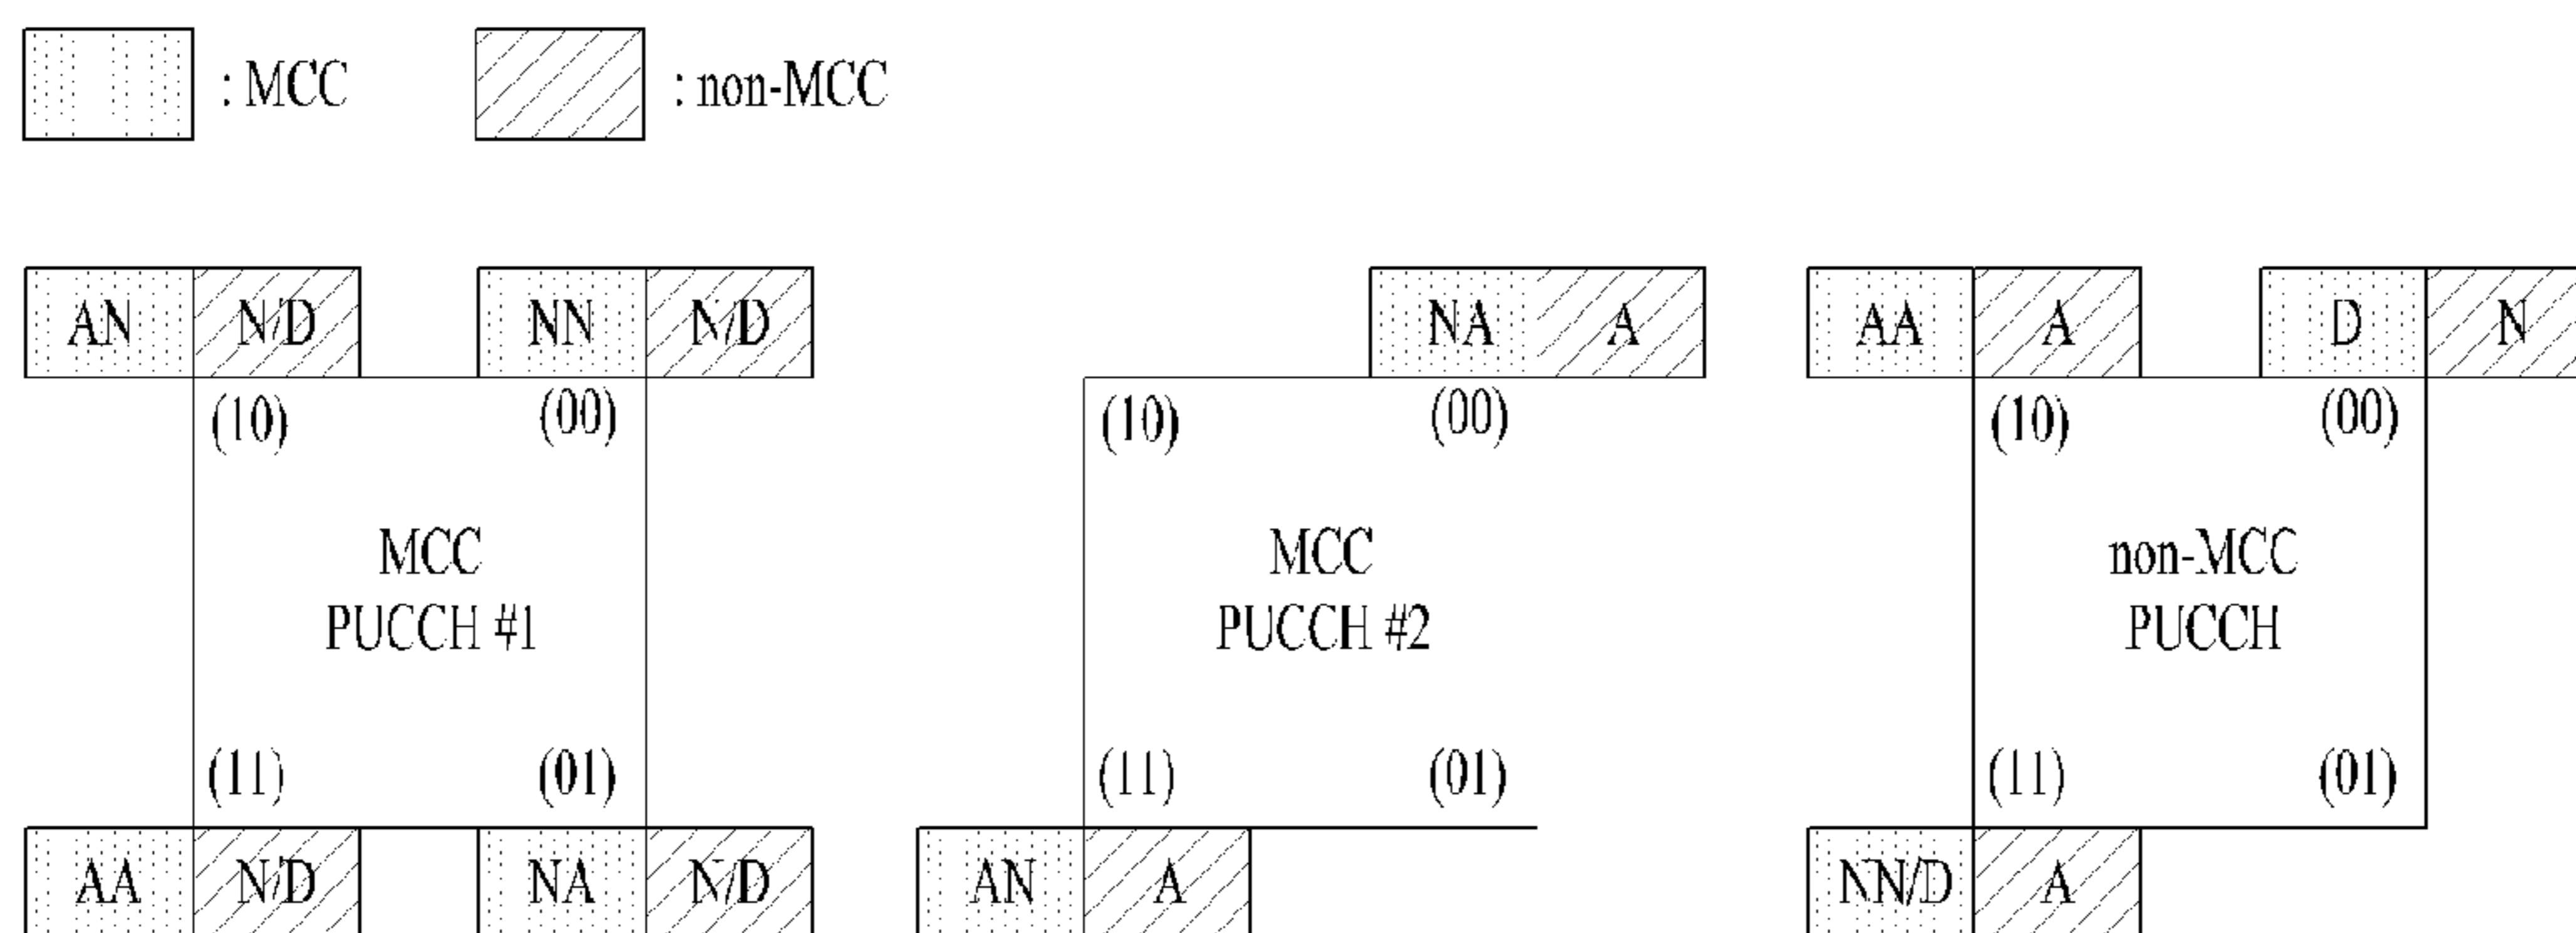 : MCC : non-MCC
AN N/D NN N/D NA A AA A D N
(10) (00) (10) (00) (10) (00)
MCC MCC non-MCC
PUCCH #1 PUCCH #2 PUCCH
(11) (01) (11) (01) (11) (01)
AA N/D NA N/D AN A NN/D A